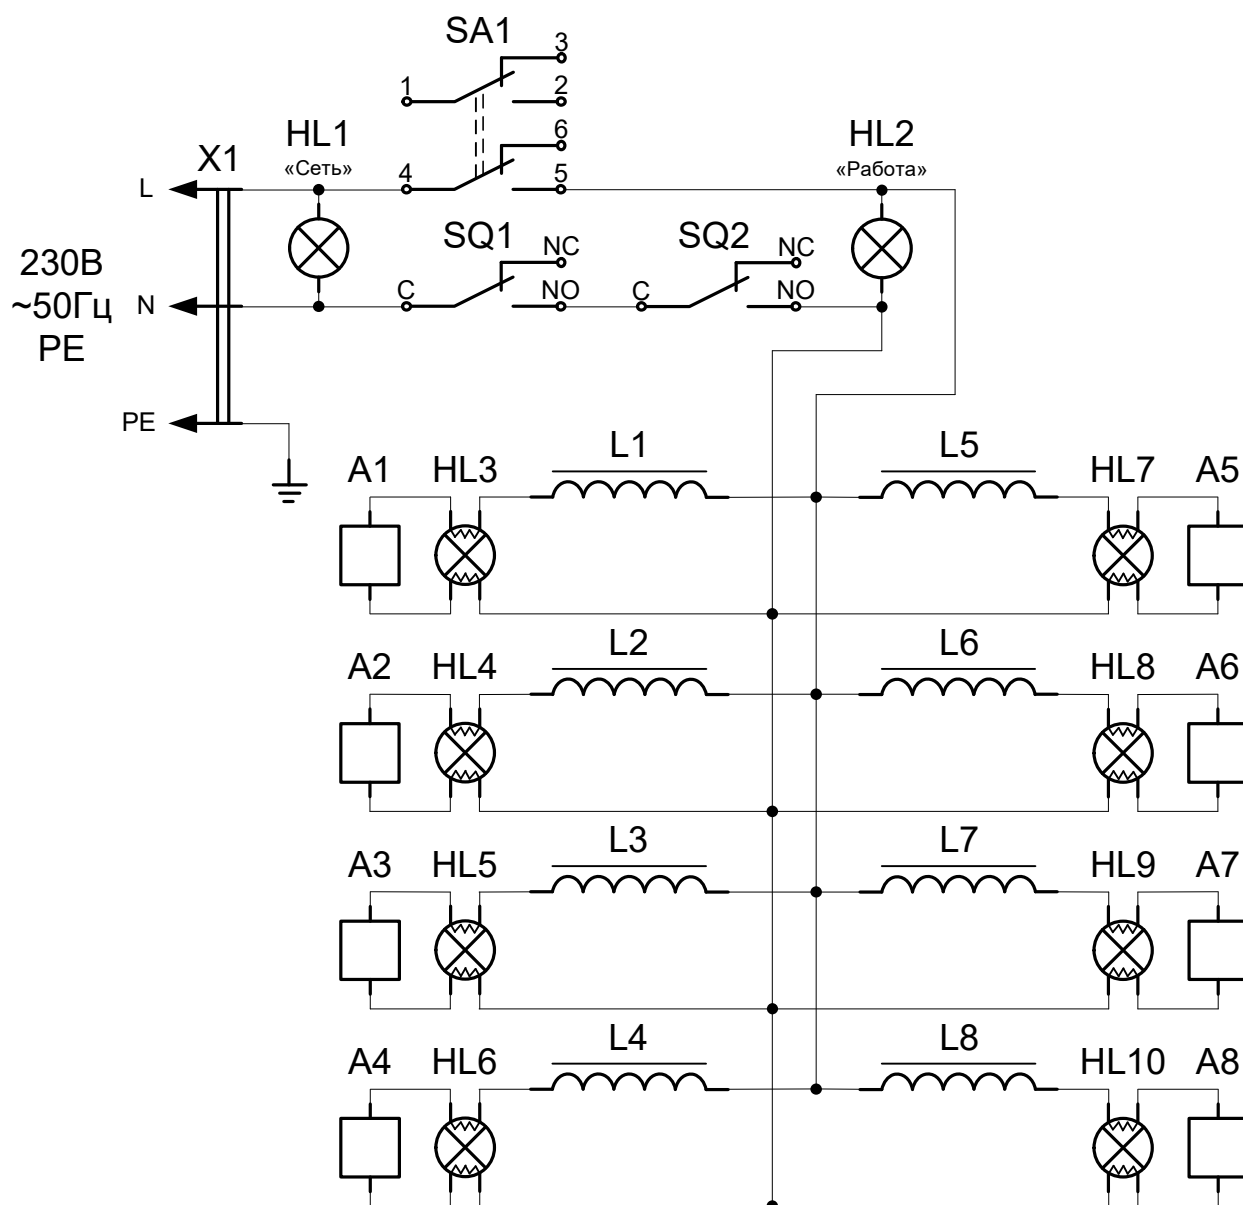 SA1
3
1
2
HL1
«Сеть»
6
HL2
«Работа»
X1
L
4
5
SQ1
NC
SQ2
NC
230В
~50Гц
PE
N
C
NO
C
NO
PE
L1
L5
A1
HL3
HL7
A5
L2
L6
A2
HL4
HL8
A6
L3
L7
A3
HL5
HL9
A7
L4
L8
A4
HL6
HL10
A8